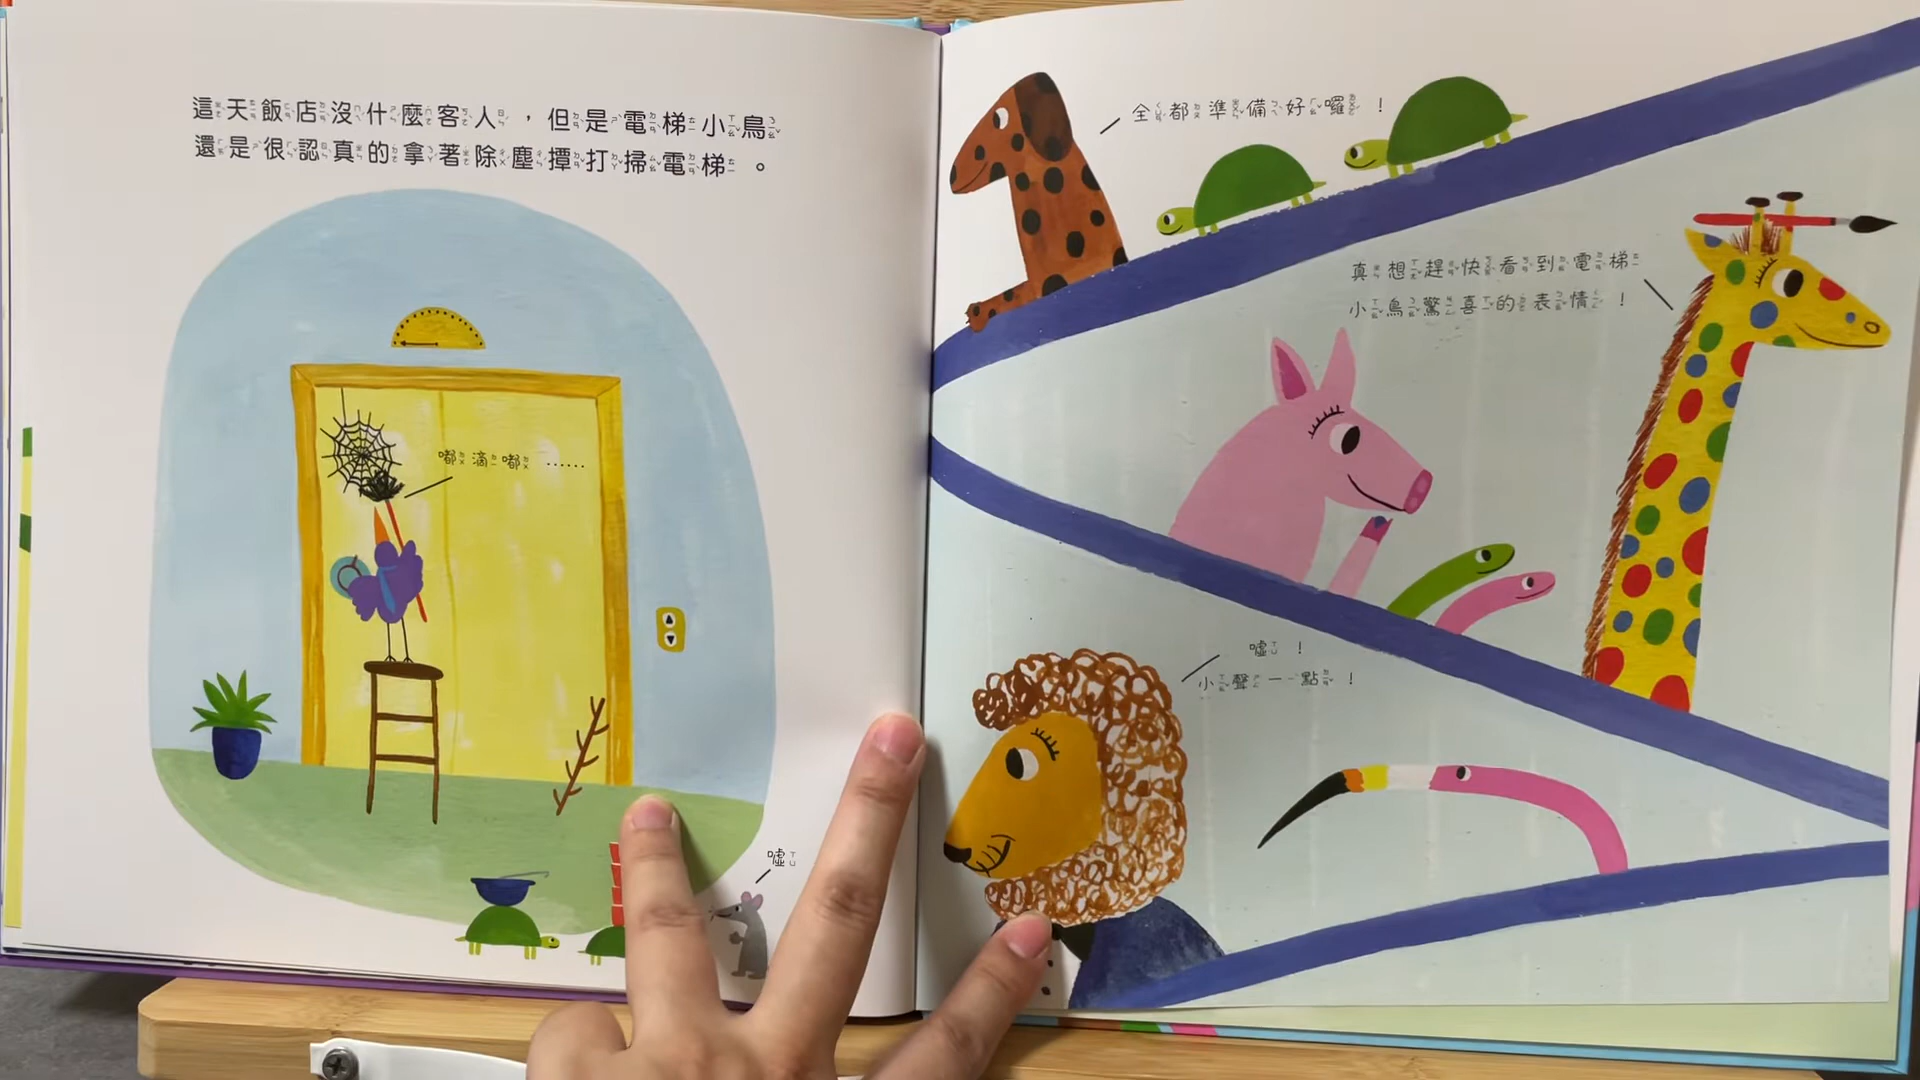 這天飯店沒什麼客人，但是電梯小鳥
還是很認真的拿著除塵撢打掃電梯。
嘟滴嘟……
噓
全都準備好囉！
真想趕快看到電梯
小鳥驚喜的表情！
噓！
小聲一點！